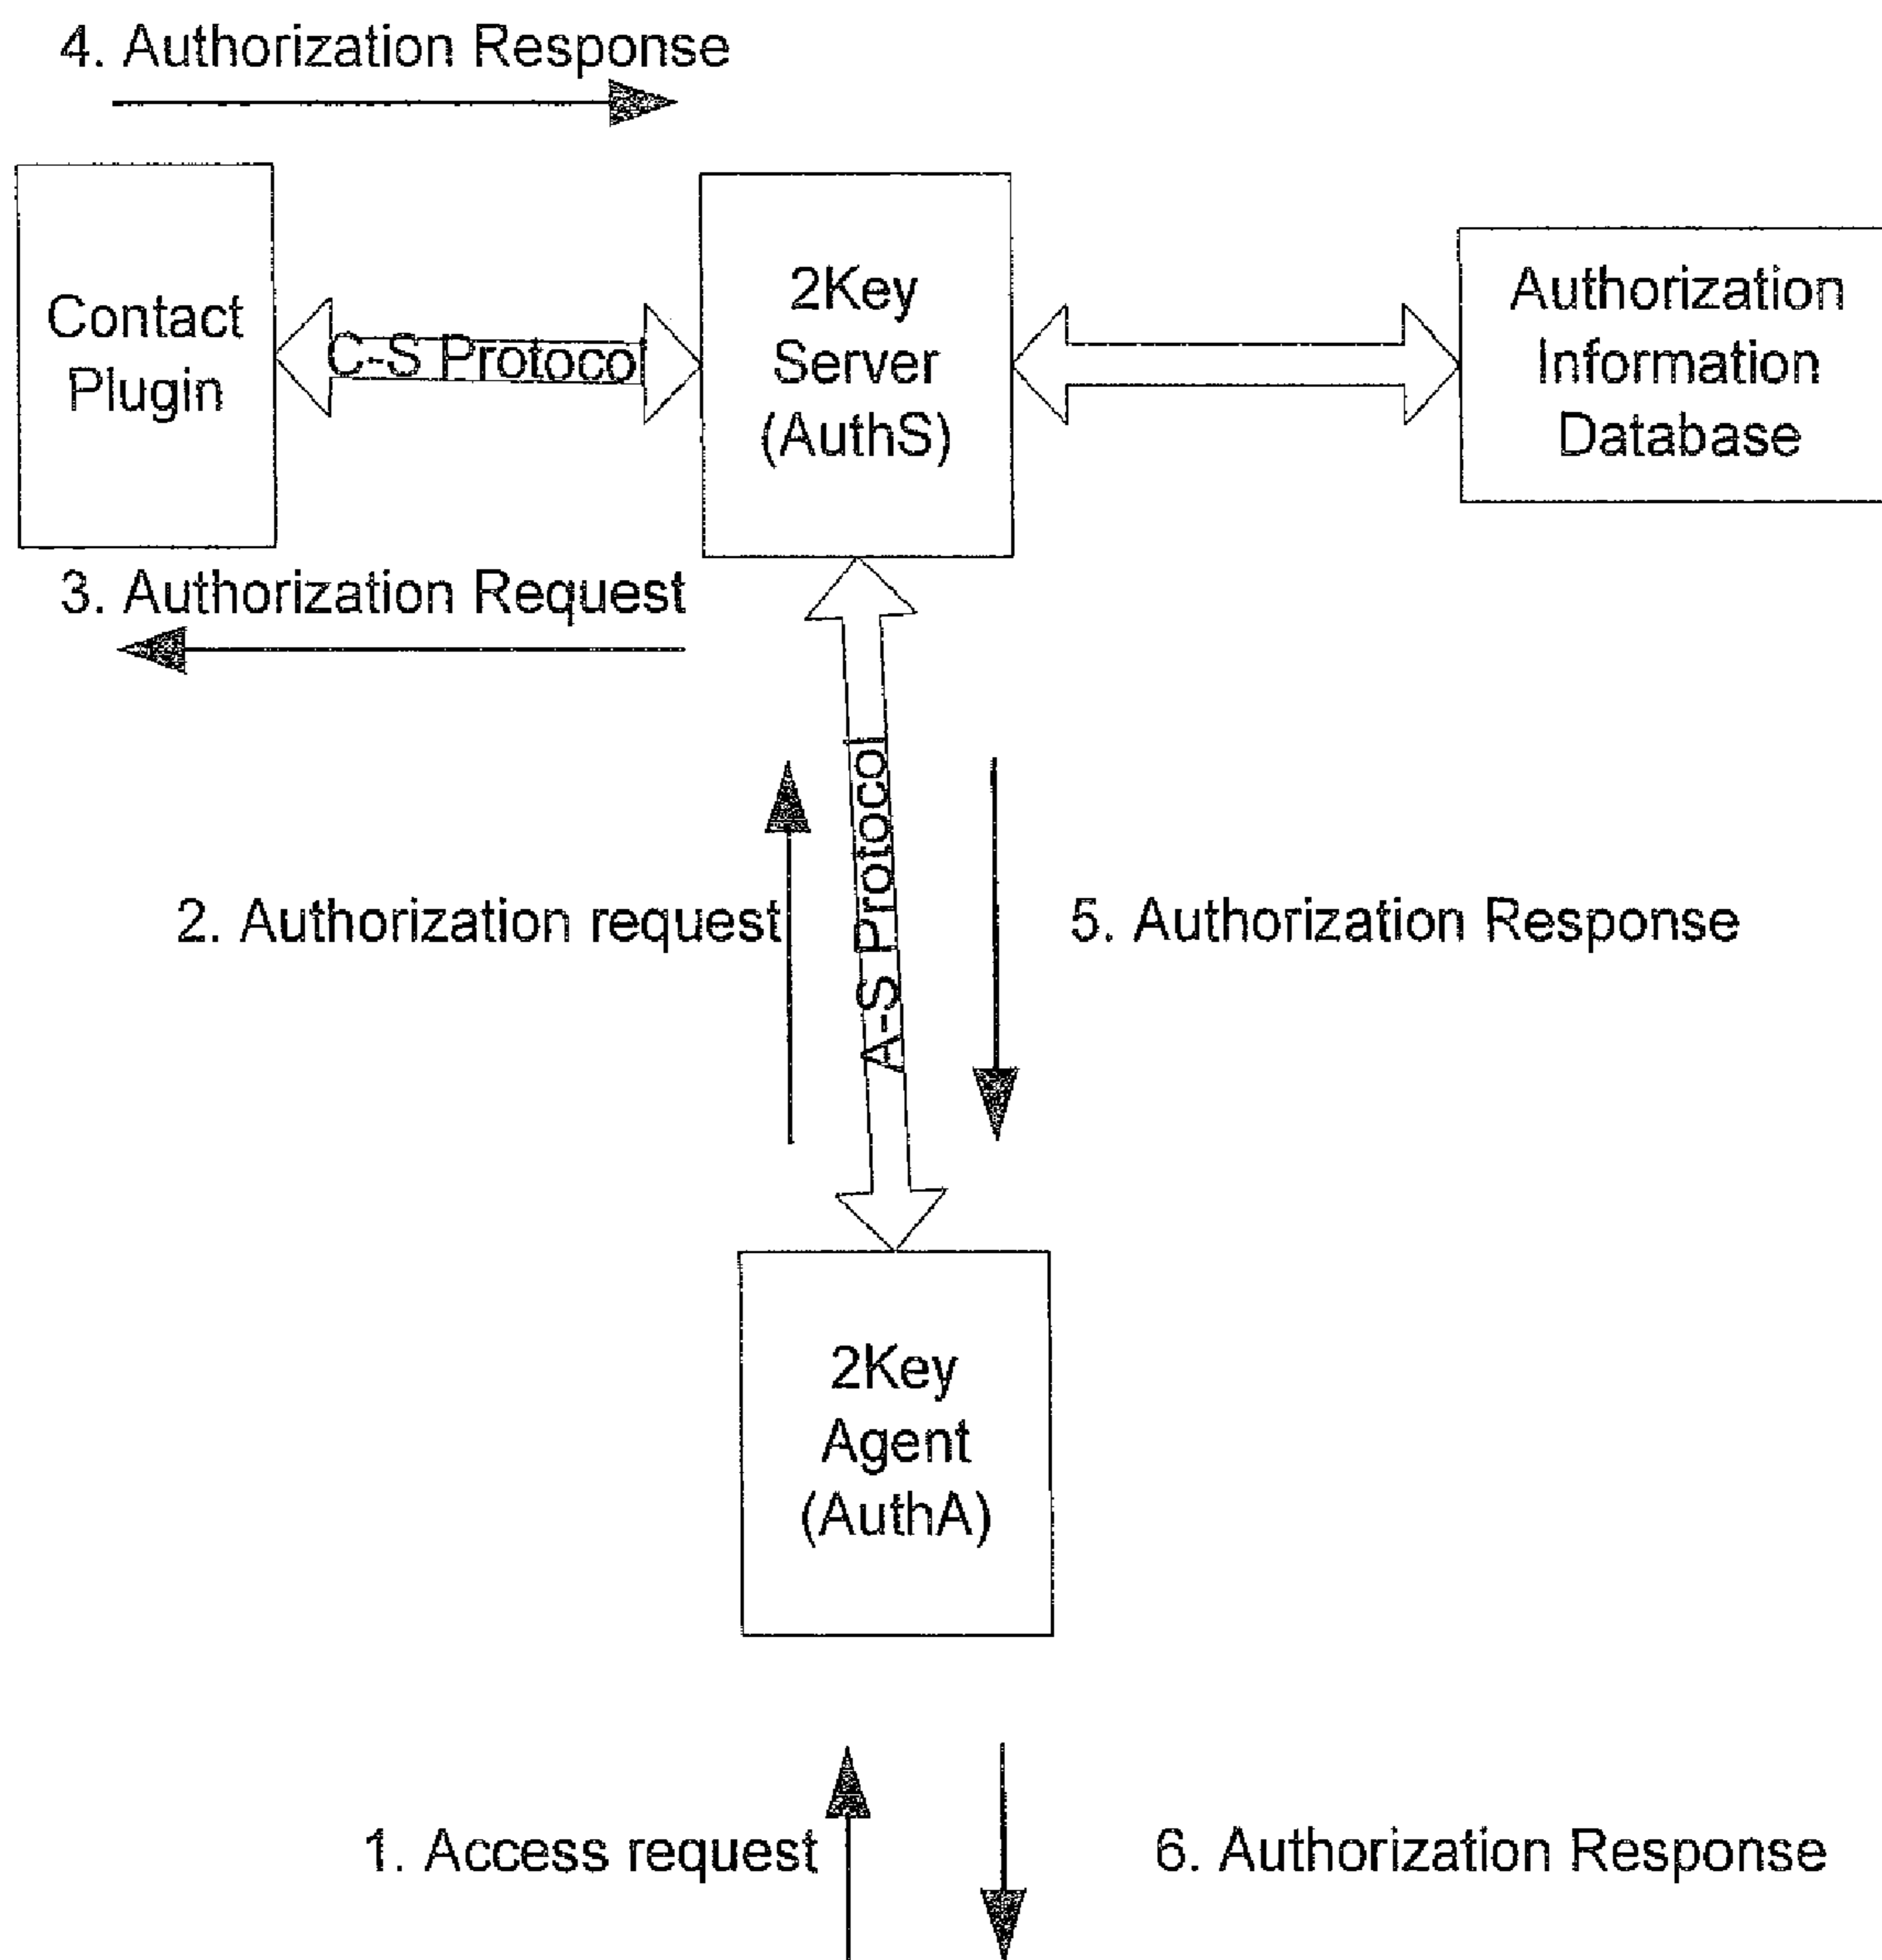 4. Authorization Response
Contact
Plugin
C-S Protocol
2Key
Server
(AuthS)
Authorization
Information
Database
3. Authorization Request
2. Authorization request
A-S Protocol
5. Authorization Response
2Key
Agent
(AuthA)
1. Access request
6. Authorization Response